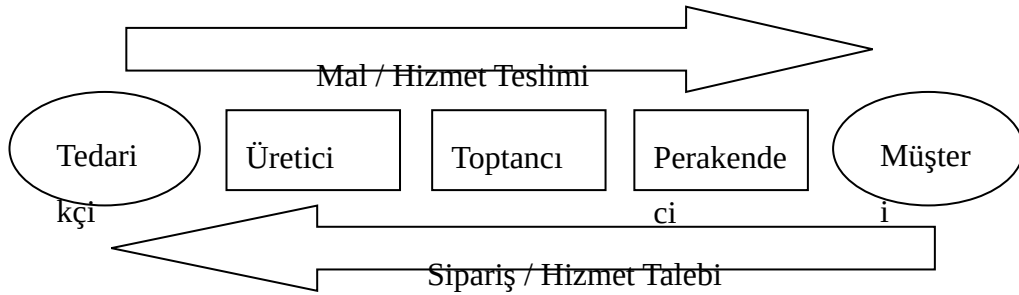 Mal / Hizmet Teslimi
Tedari
kçi
Üretici
Toptancı
Perakende
ci
Müşter
i
Sipariş / Hizmet Talebi